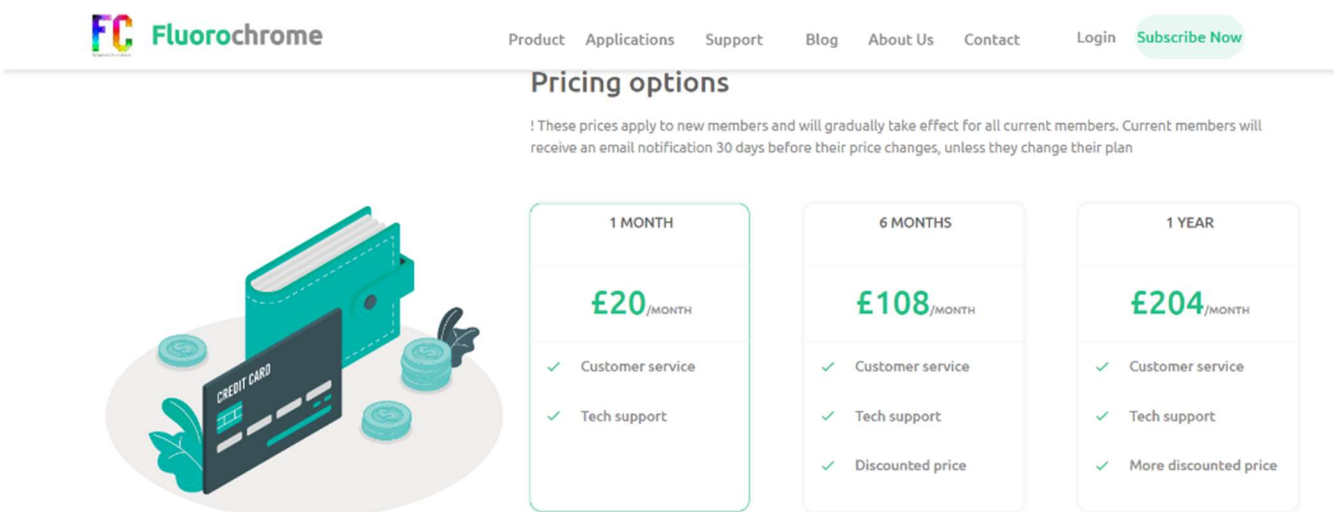 FC Fluorochrome
Product Applications Support Blog About Us Contact Login Subscribe Now
Pricing options
! These prices apply to new members and will gradually take effect for all current members. Current members will
receive an email notification 30 days before their price changes, unless they change their plan
1 MONTH
£20/MONTH
Customer service
Tech support
6 MONTHS
£108/MONTH
Customer service
Tech support
Discounted price
1 YEAR
£204/MONTH
Customer service
Tech support
More discounted price
CREDIT CARD